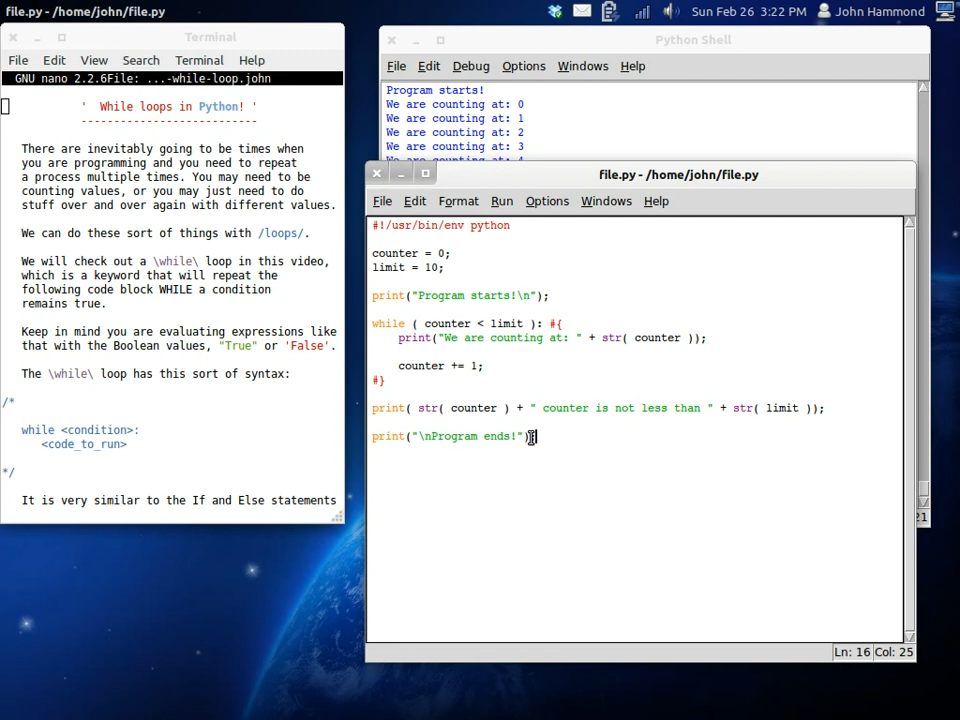 file.py - /home/john/file.py
Sun Feb 26 3:22 PM
John Hammond
Terminal
File Edit View Search Terminal Help
GNU nano 2.2.6File: ...-while-loop.john
' While loops in Python! '
--------------------------
There are inevitably going to be times when
you are programming and you need to repeat
a process multiple times. You may need to be
counting values, or you may just need to do
stuff over and over again with different values.
We can do these sort of things with /loops/.
We will check out a \while\ loop in this video,
which is a keyword that will repeat the
following code block WHILE a condition
remains true.
Keep in mind you are evaluating expressions like
that with the Boolean values, "True" or 'False'.
The \while\ loop has this sort of syntax:
/*
while <condition>:
<code_to_run>
*/
It is very similar to the If and Else statements
Python Shell
File Edit Debug Options Windows Help
Program starts!
We are counting at: 0
We are counting at: 1
We are counting at: 2
We are counting at: 3
We are counting at: 4
file.py - /home/john/file.py
File Edit Format Run Options Windows Help
#!/usr/bin/env python
counter = 0;
limit = 10;
print("Program starts!\n");
while ( counter < limit ): #{
print("We are counting at: " + str( counter ));
counter += 1;
#}
print( str( counter ) + " counter is not less than " + str( limit ));
print("\nProgram ends!")
Ln: 16 Col: 25
21